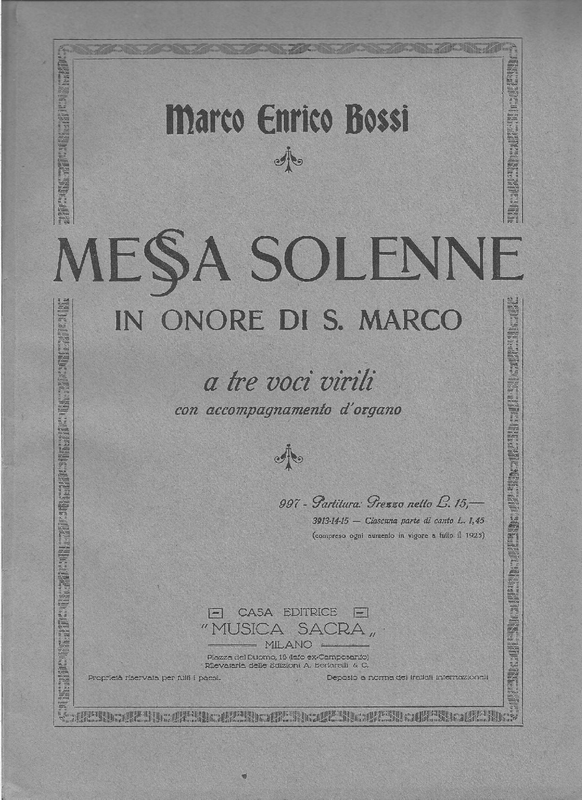 Marco Enrico Bossi
MESSA SOLENNE
IN ONORE DI S. MARCO
a tre voci virili
con accompagnamento d'organo
997 - Partitura: Prezzo netto L. 15,—
3913-14-15 — Ciascuna parte di canto L. 1,45
(compreso ogni aumento in vigore a tutto il 1925)
CASA EDITRICE
"MUSICA SACRA„
MILANO
Piazza del Duomo, 18 (lato ex-Camposanto)
Rilevataria delle Edizioni A. Bertarelli & C.
Proprietà riservata per tutti i paesi. Deposto a norma dei trattati internazionali